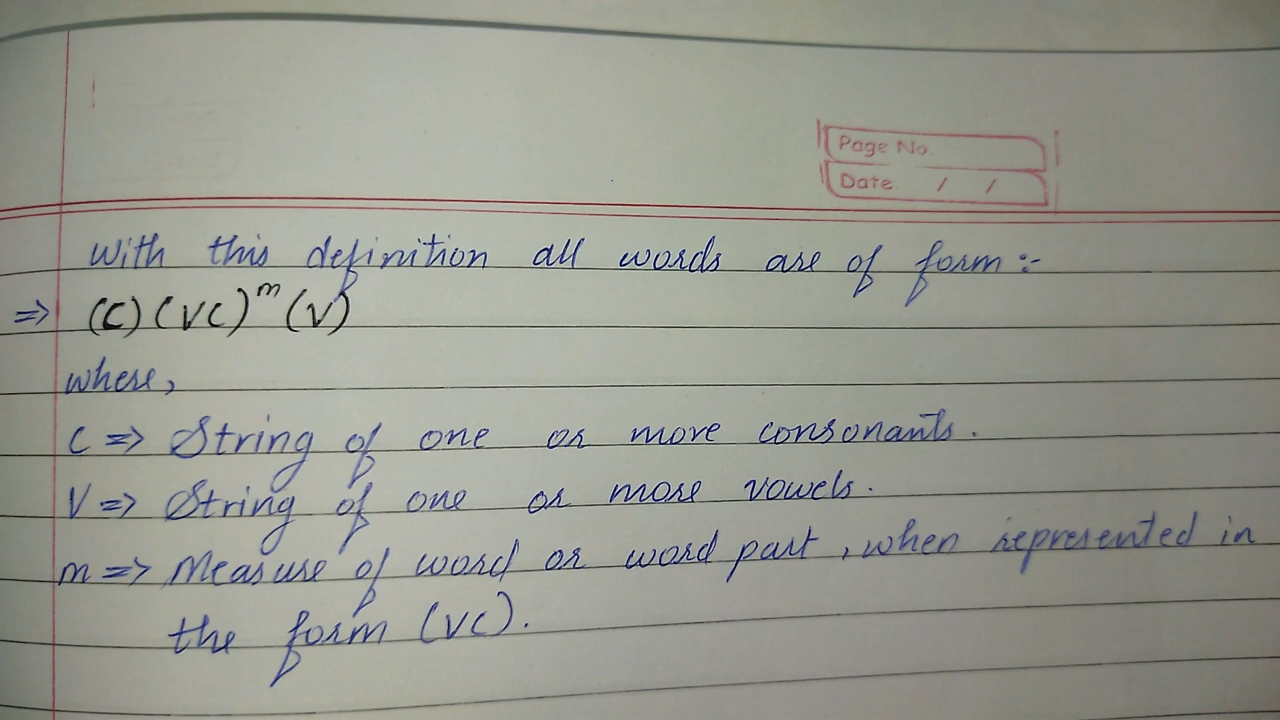 Page No.
Date / /
With this definition all words are of form :-
=> (C) (VC)^m (V)
where,
C => String of one or more consonants.
V => String of one or more vowels.
m => Measure of word or word part, when represented in
the form (VC).